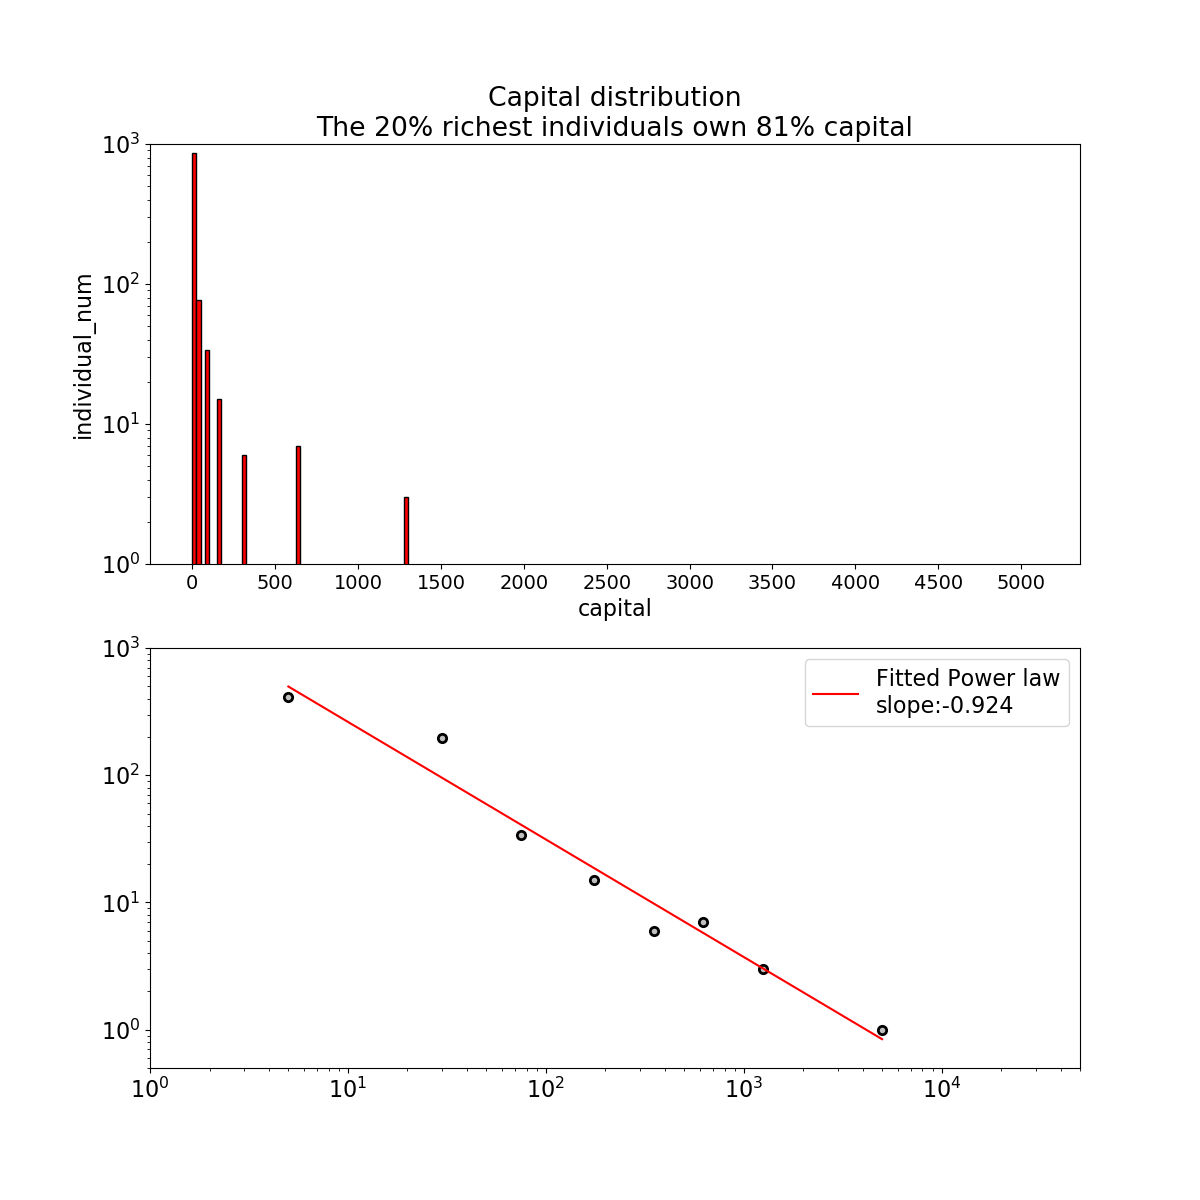 Capital distribution
The 20% richest individuals own 81% capital
10³
10²
10¹
10⁰
individual_num
0 500 1000 1500 2000 2500 3000 3500 4000 4500 5000
capital
10³
10²
10¹
10⁰
Fitted Power law
slope:-0.924
10⁰ 10¹ 10² 10³ 10⁴